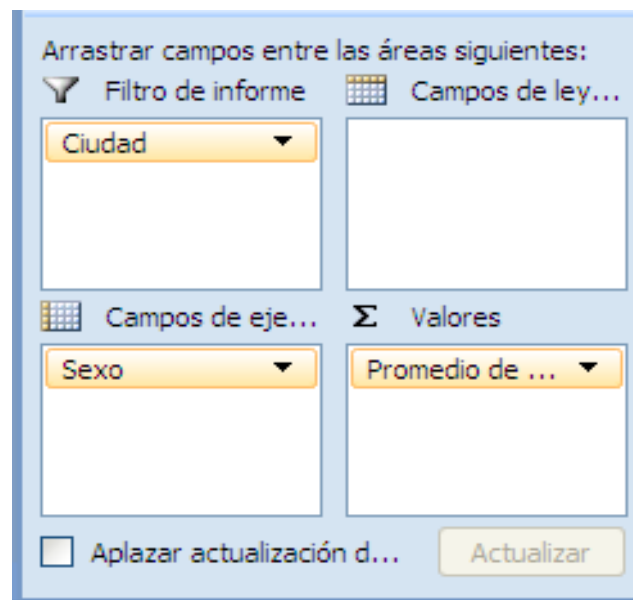 Arrastrar campos entre las áreas siguientes:
Filtro de informe
Campos de ley...
Ciudad
Campos de eje...
Σ Valores
Sexo
Promedio de ...
Aplazar actualización d...
Actualizar